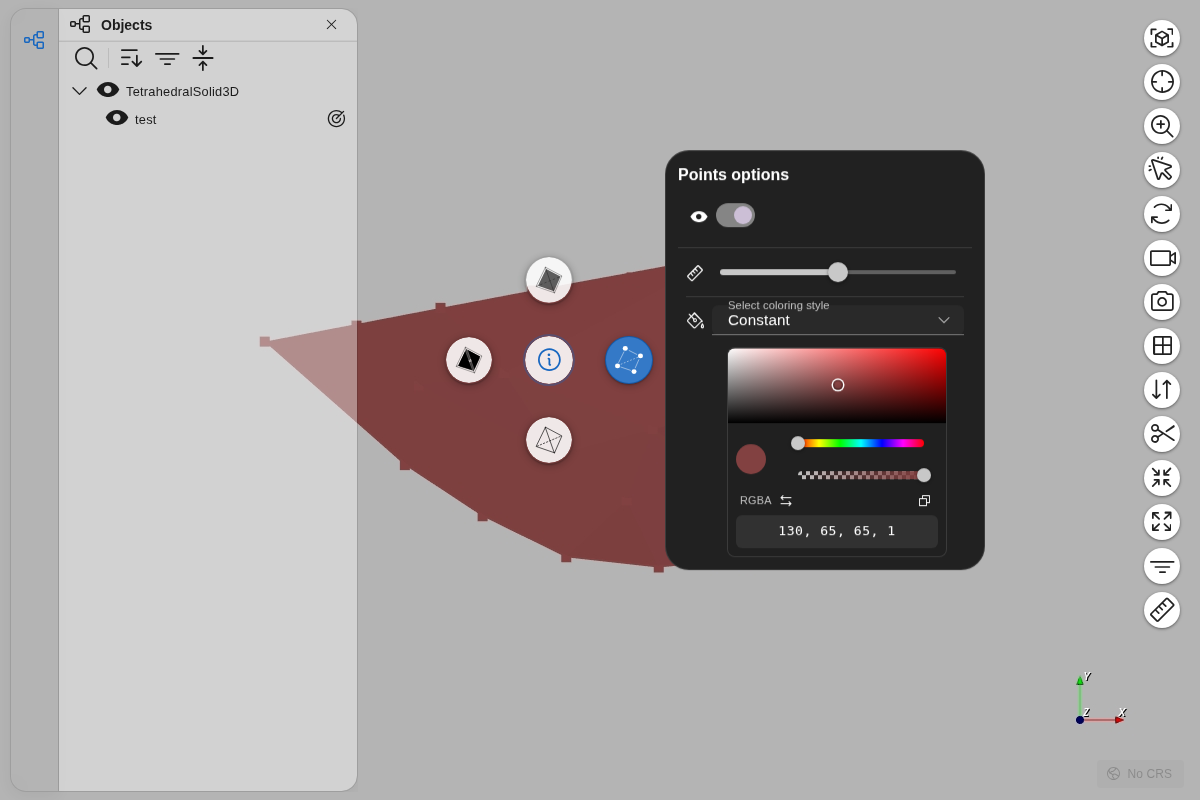 Objects
TetrahedralSolid3D
test
Points options
Select coloring style
Constant
RGBA
130, 65, 65, 1
Y
Z
X
No CRS